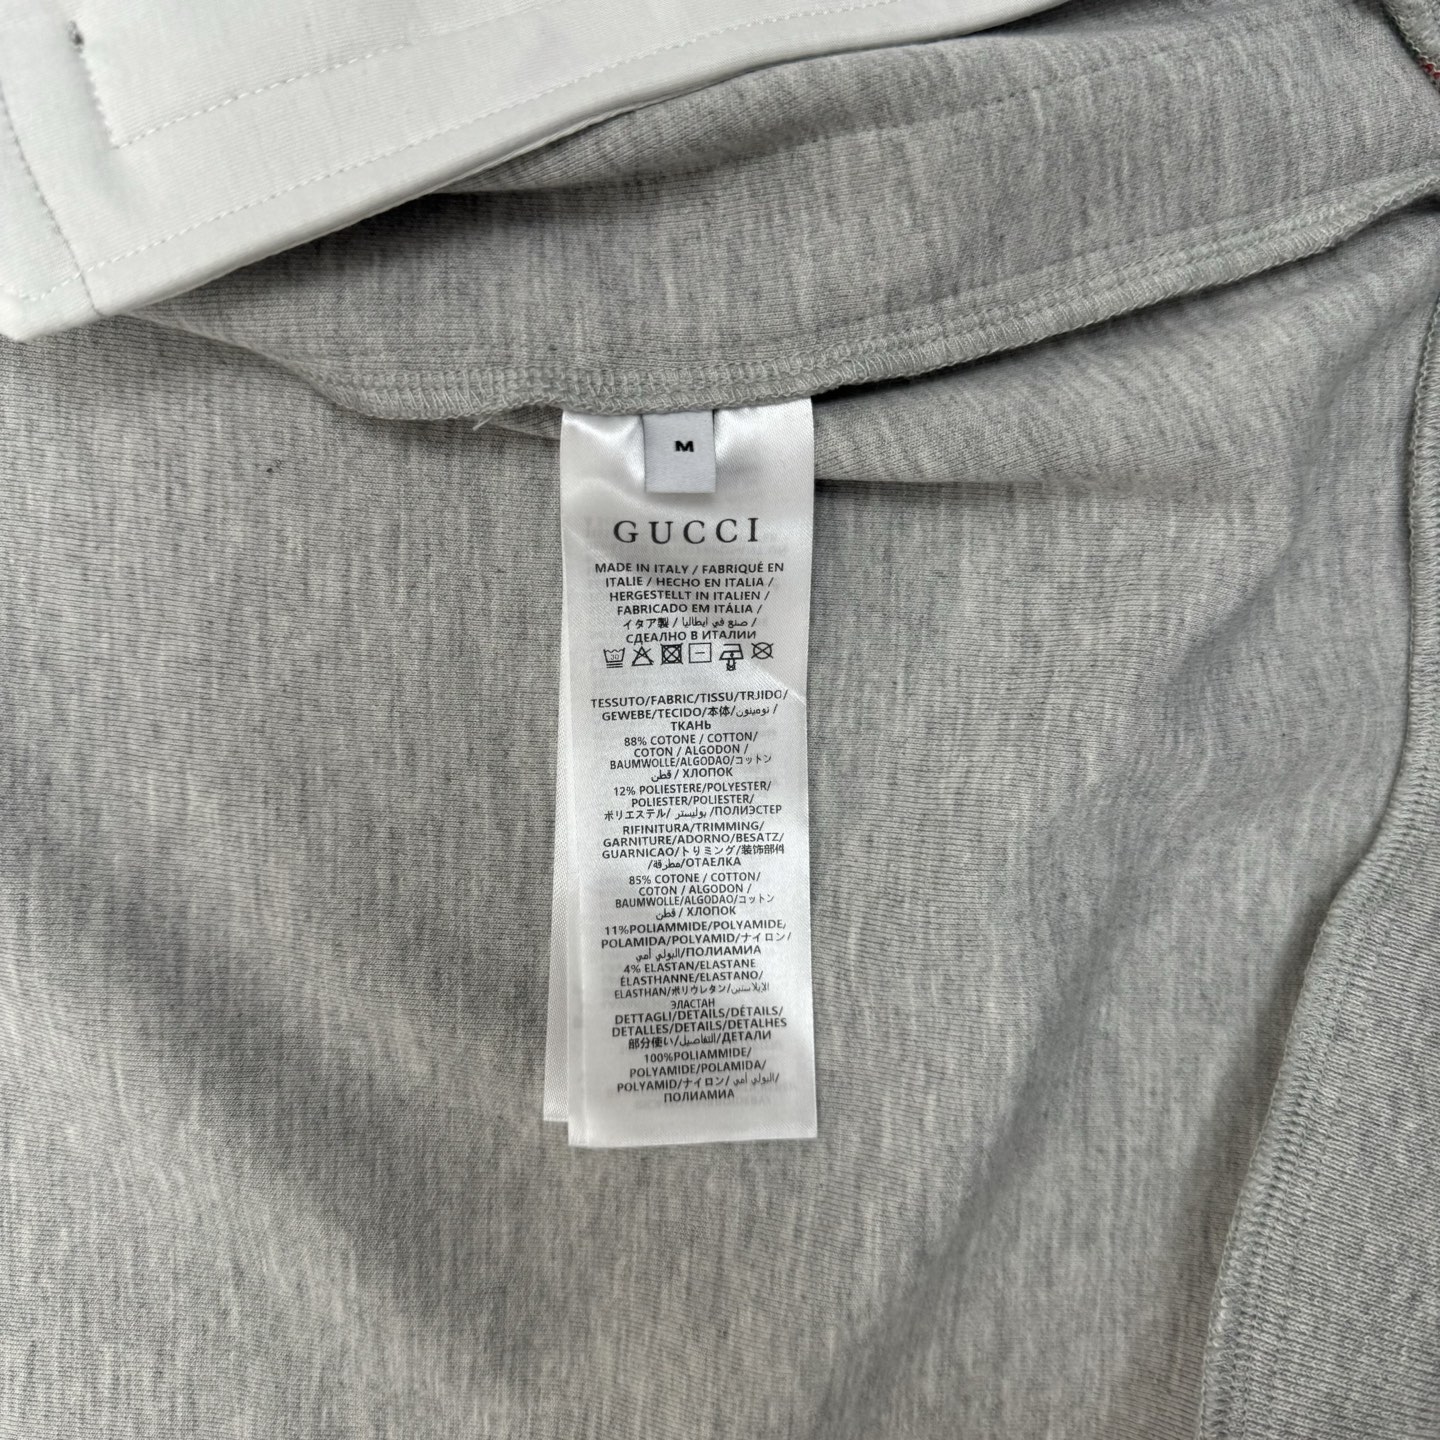 M
GUCCI
MADE IN ITALY / FABRIQUÉ EN
ITALIE / HECHO EN ITALIA /
HERGESTELLT IN ITALIEN /
FABRICADO EM ITÁLIA /
イタア製 / صنع في ايطاليا /
СДЕАЛНО В ИТАЛИИ
30
TESSUTO/FABRIC/TISSU/TRJIDO/
GEWEBE/TECIDO/本体/نومينون /
ТКАНЬ
88% COTONE / COTTON/
COTON / ALGODON /
BAUMWOLLE/ALGODAO/コットン
قطن / ХЛОПОК
12% POLIESTERE/POLYESTER/
POLIESTER/POLIESTER/
ポリエステル/ بوليستر /ПОЛИЭСТЕР
RIFINITURA/TRIMMING/
GARNITURE/ADORNO/BESATZ/
GUARNICAO/トリミング/装饰部件
/مطرقة/ОТАЕЛКА
85% COTONE / COTTON/
COTON / ALGODON /
BAUMWOLLE/ALGODAO/コットン
قطن / ХЛОПОК
11%POLIAMMIDE/POLYAMIDE/
POLAMIDA/POLYAMID/ナイロン/
البولي أمي/ПОЛИАМИА
4% ELASTAN/ELASTANE
ÉLASTHANNE/ELASTANO/
ELASTHAN/ポリウレタン/الإيلاستين
ЭЛАСТАН
DETTAGLI/DETAILS/DÉTAILS/
DETALLES/DETAILS/DETALHES
部分使い/التفاصيل/ДЕТАЛИ
100%POLIAMMIDE/
POLYAMIDE/POLAMIDA/
POLYAMID/ナイロン/ البولي أمي/
ПОЛИАМИА